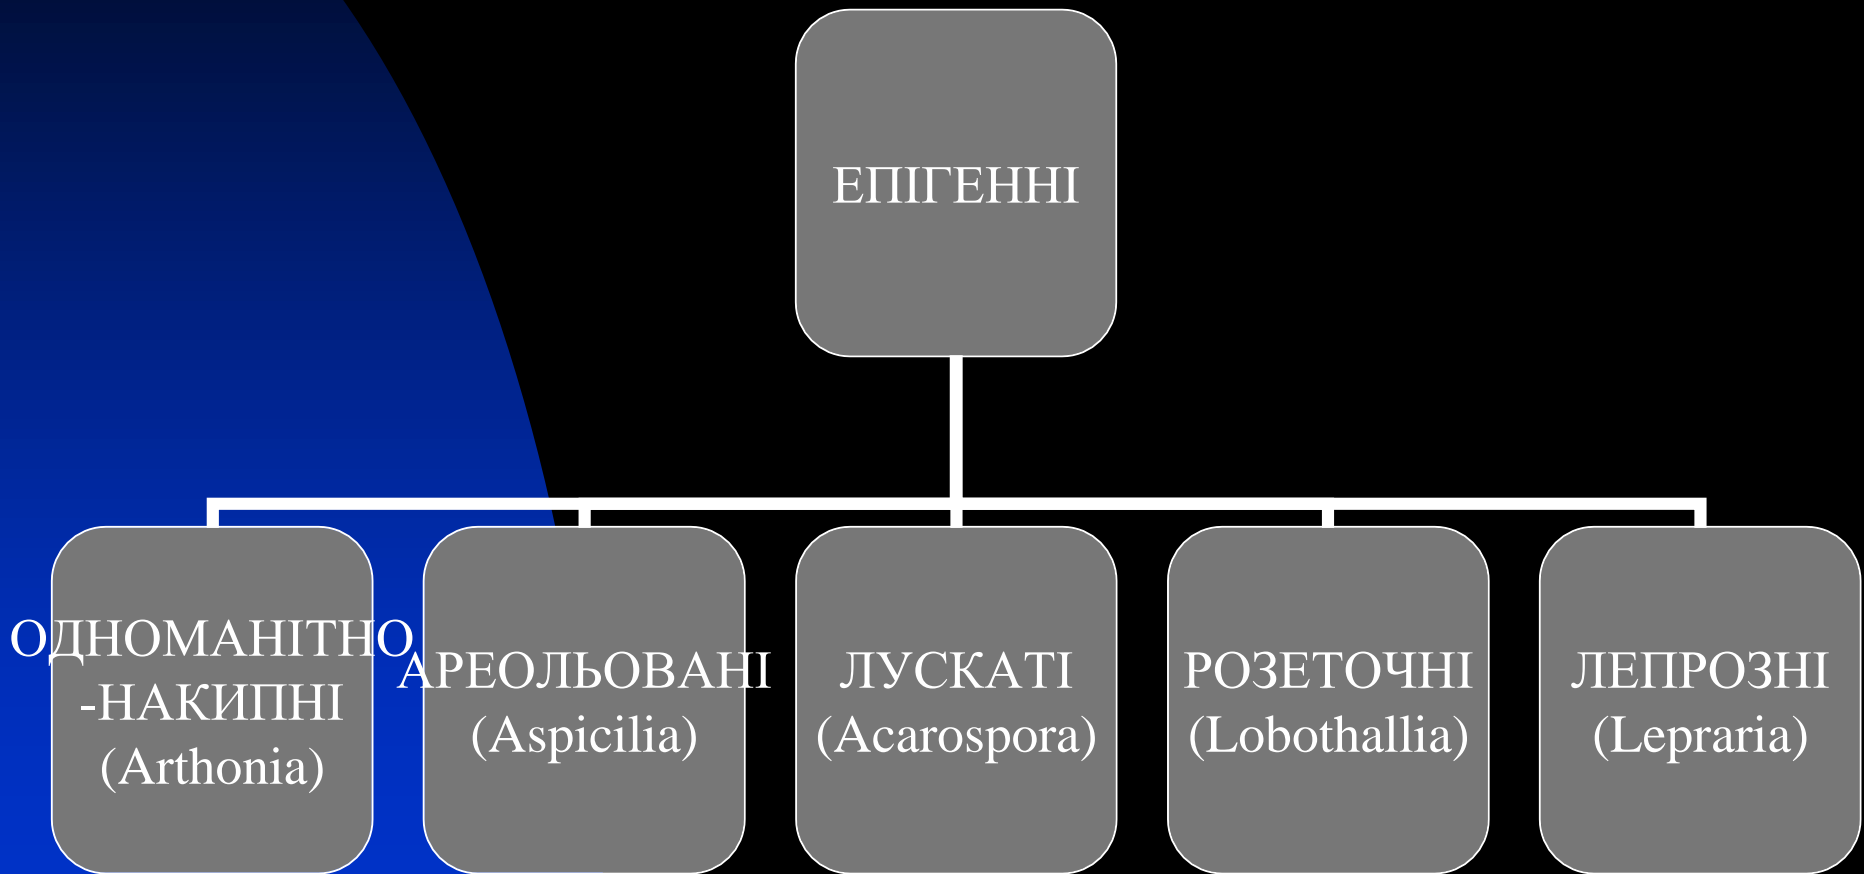 ЕПІГЕННІ
ОДНОМАНІТНО
-НАКИПНІ
(Arthonia)
АРЕОЛЬОВАНІ
(Aspicilia)
ЛУСКАТІ
(Acarospora)
РОЗЕТОЧНІ
(Lobothallia)
ЛЕПРОЗНІ
(Lepraria)